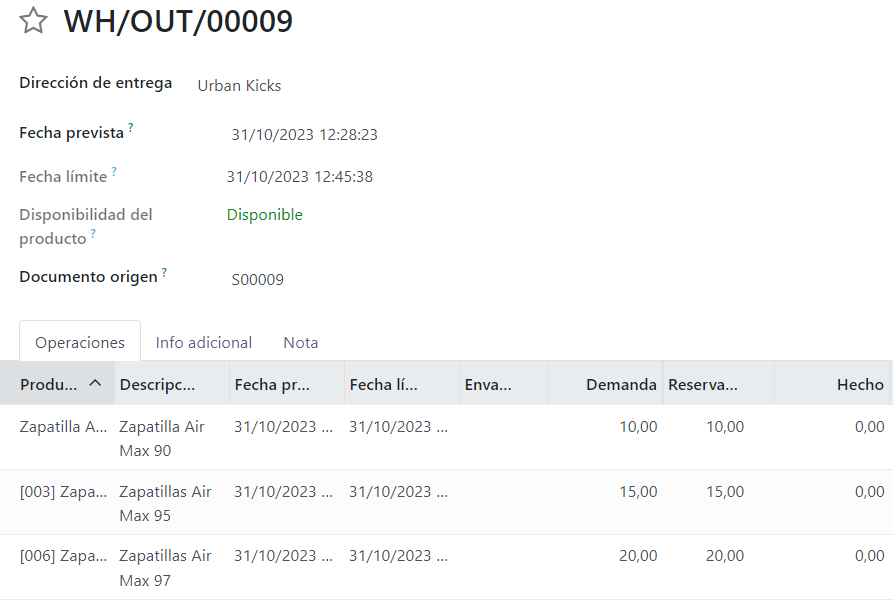 WH/OUT/00009
Dirección de entrega Urban Kicks
Fecha prevista ? 31/10/2023 12:28:23
Fecha límite ? 31/10/2023 12:45:38
Disponibilidad del
producto ? Disponible
Documento origen ? S00009
Operaciones Info adicional Nota
Produ... Descripc... Fecha pr... Fecha lí... Enva... Demanda Reserva... Hecho
Zapatilla A... Zapatilla Air 31/10/2023 ... 31/10/2023 ... 10,00 10,00 0,00
Max 90
[003] Zapa... Zapatillas Air 31/10/2023 ... 31/10/2023 ... 15,00 15,00 0,00
Max 95
[006] Zapa... Zapatillas Air 31/10/2023 ... 31/10/2023 ... 20,00 20,00 0,00
Max 97